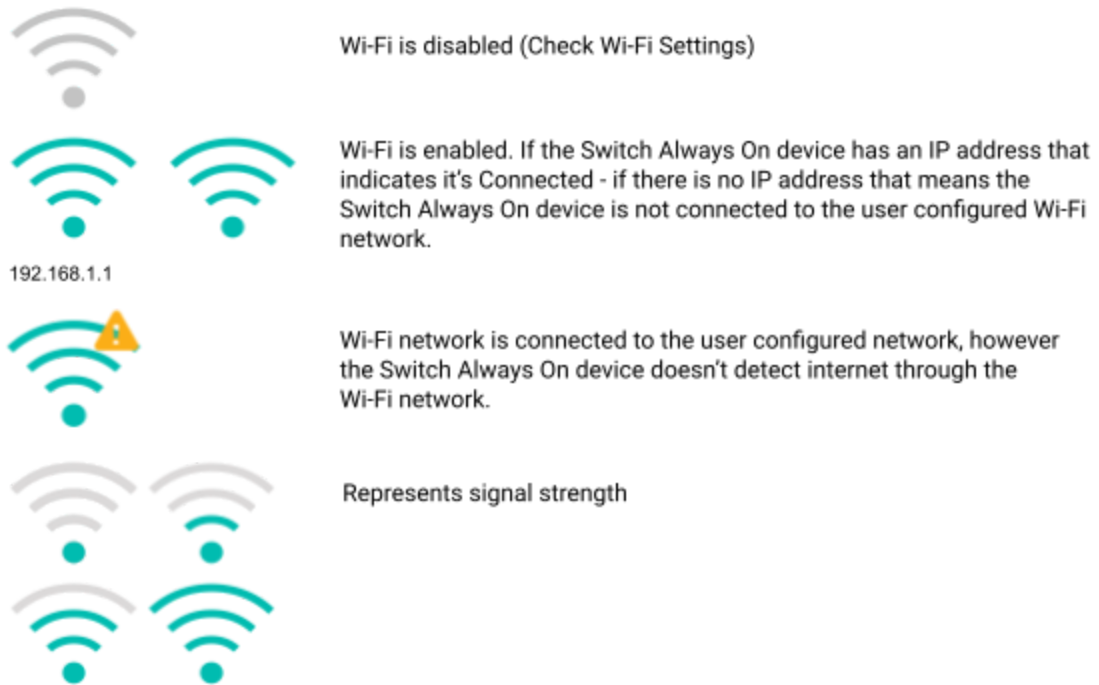 Wi-Fi is disabled (Check Wi-Fi Settings)
Wi-Fi is enabled. If the Switch Always On device has an IP address that
indicates it's Connected - if there is no IP address that means the
Switch Always On device is not connected to the user configured Wi-Fi
network.
192.168.1.1
Wi-Fi network is connected to the user configured network, however
the Switch Always On device doesn't detect internet through the
Wi-Fi network.
Represents signal strength